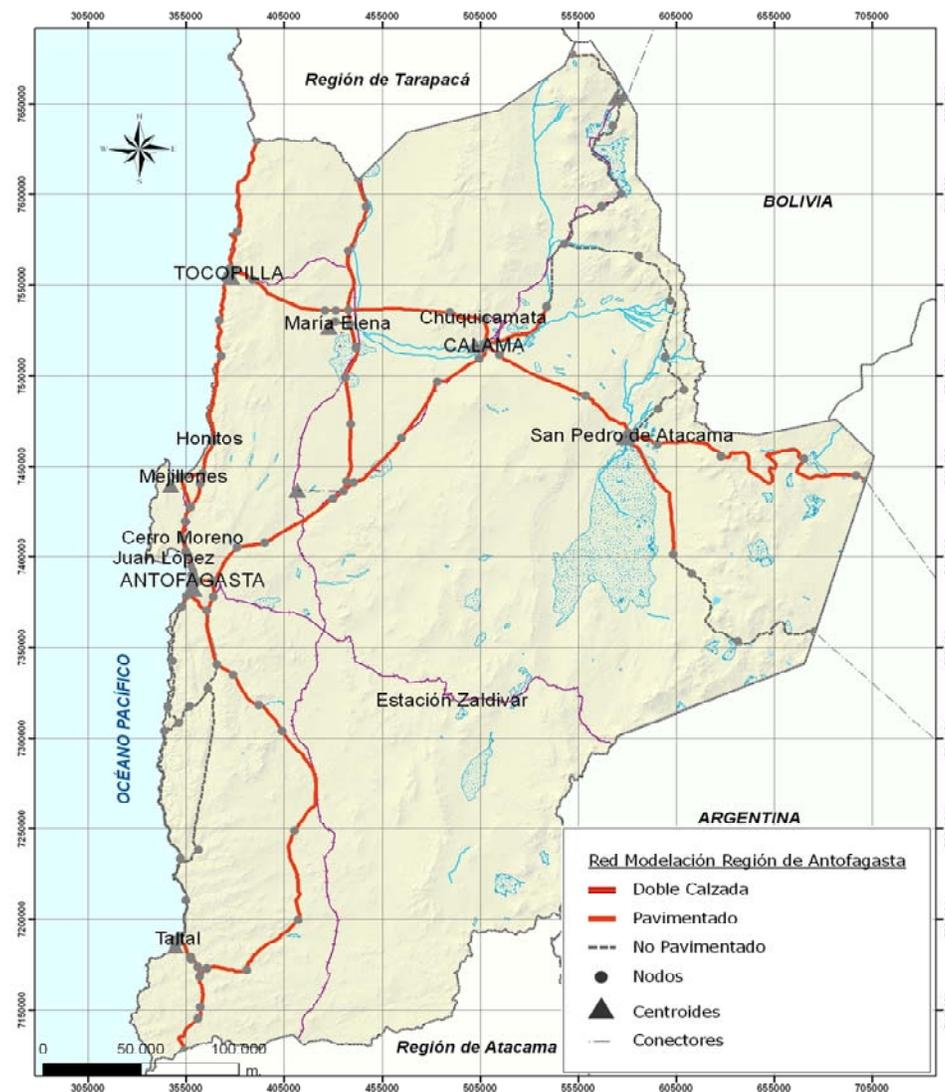 305000 355000 405000 455000 505000 555000 605000 655000 705000
Región de Tarapacá
7650000
N
W E
S
7600000
BOLIVIA
TOCOPILLA
7550000
María Elena
Chuquicamata
CALAMA
7500000
Honitos
San Pedro de Atacama
7450000
Mejillones
Cerro Moreno
Juan López
7400000
ANTOFAGASTA
7350000
OCÉANO PACÍFICO
Estación Zaldivar
7300000
ARGENTINA
7250000
Red Modelación Región de Antofagasta
Doble Calzada
Pavimentado
7200000
Taltal
No Pavimentado
Nodos
7150000
Centroides
Conectores
Región de Atacama
0 50.000 100.000
m.
305000 355000 405000 455000 505000 555000 605000 655000 705000